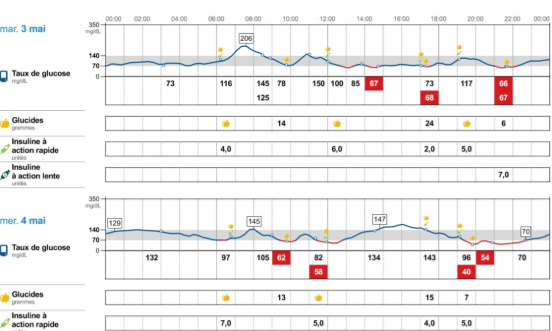 00:00 02:00 04:00 06:00 08:00 10:00 12:00 14:00 16:00 18:00 20:00 22:00 00:00
mar. 3 mai
350
mg/dL
206
140
70
0
Taux de glucose
mg/dL
73 116 145 78 150 100 85 67 73 117 66
125 68 67
Glucides
grammes
14 24 6
Insuline à
action rapide
unités
4,0 6,0 2,0 5,0
Insuline
à action lente
unités
7,0
mer. 4 mai
350
mg/dL
129 145 147 70
140
70
0
Taux de glucose
mg/dL
132 97 105 62 82 134 143 96 54 70
58 40
Glucides
grammes
13 15 7
Insuline à
action rapide
7,0 5,0 4,0 5,0